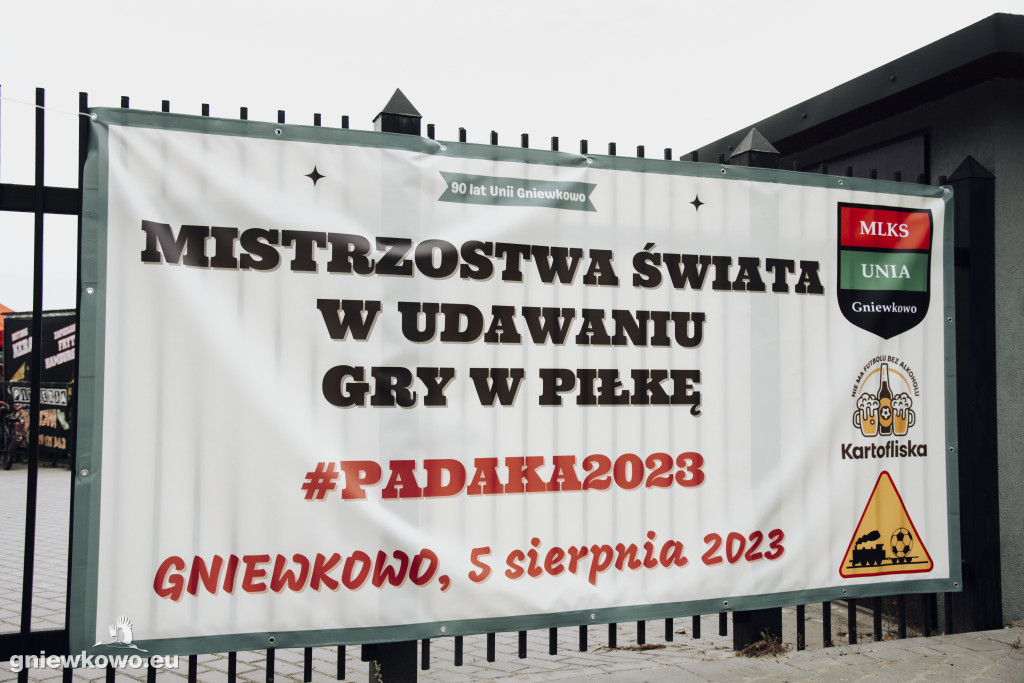 90 lat Unii Gniewkowo
MISTRZOSTWA ŚWIATA
W UDAWANIU
GRY W PIŁKĘ
#PADAKA2023
GNIEWKOWO, 5 sierpnia 2023
MLKS
UNIA
Gniewkowo
NIE MA FUTBOLU BEZ ALKOHOLU
Kartofliska
gniewkowo.eu